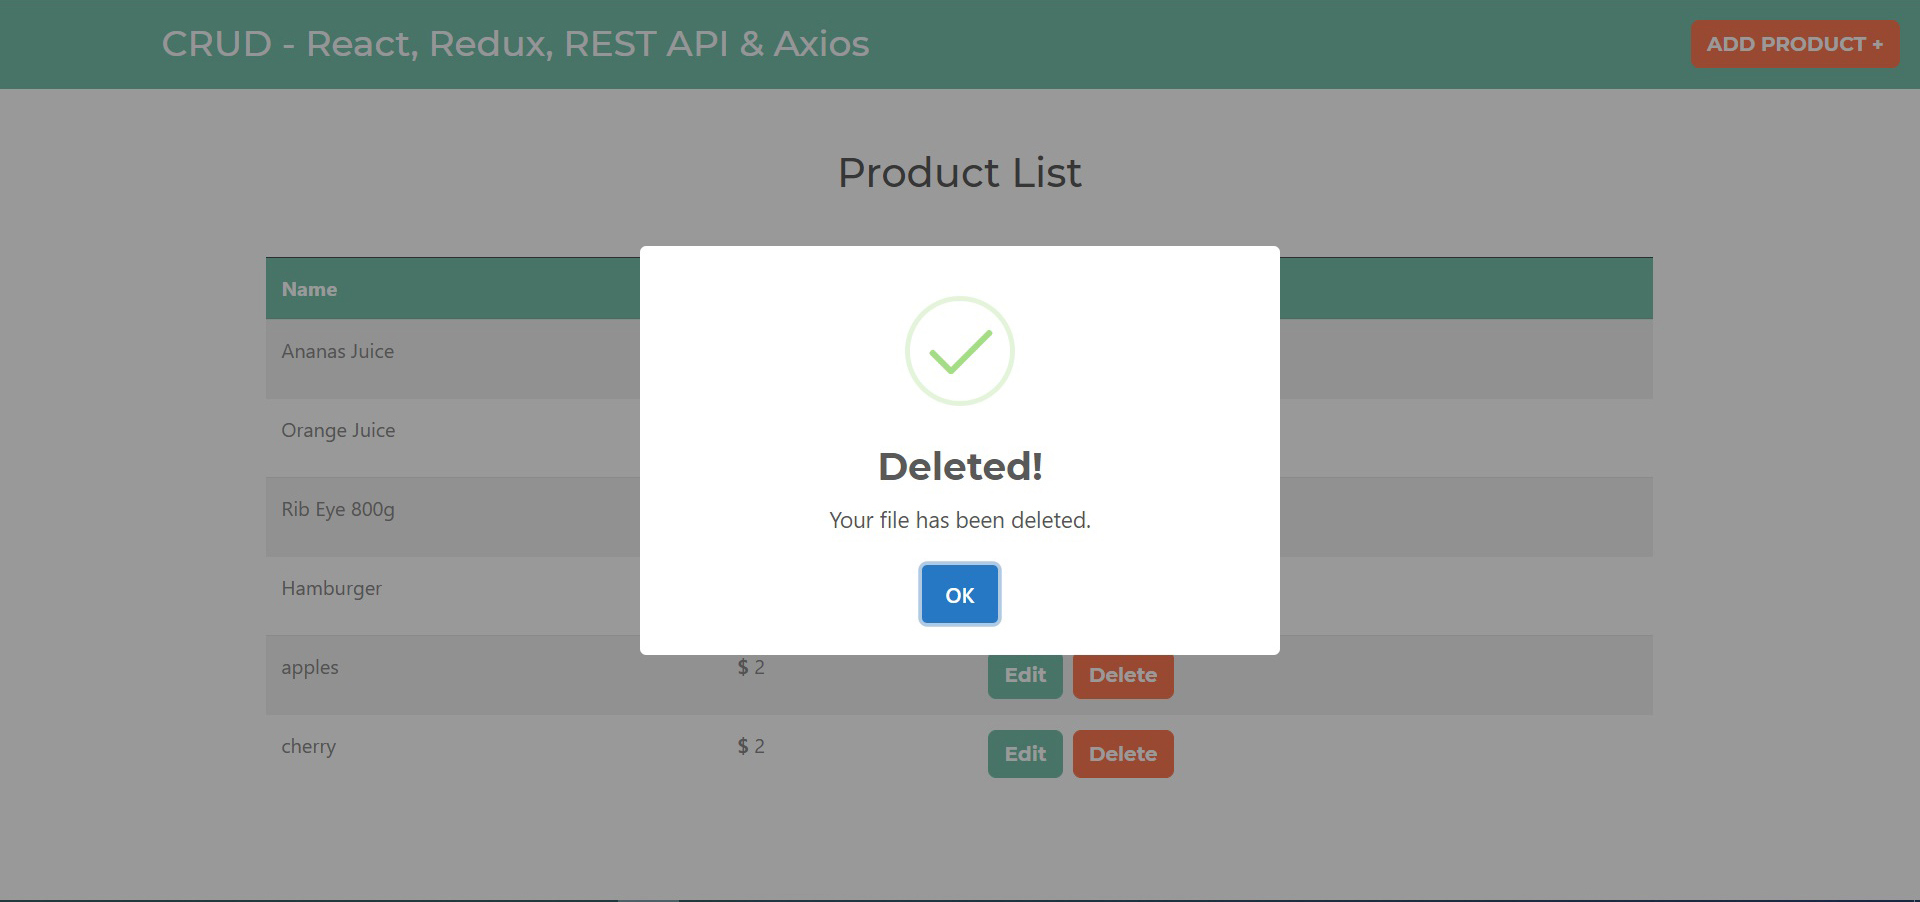 CRUD - React, Redux, REST API & Axios
ADD PRODUCT +
Product List
Name
Ananas Juice
Orange Juice
Rib Eye 800g
Hamburger
Deleted!
Your file has been deleted.
OK
apples $ 2 Edit Delete
cherry $ 2 Edit Delete